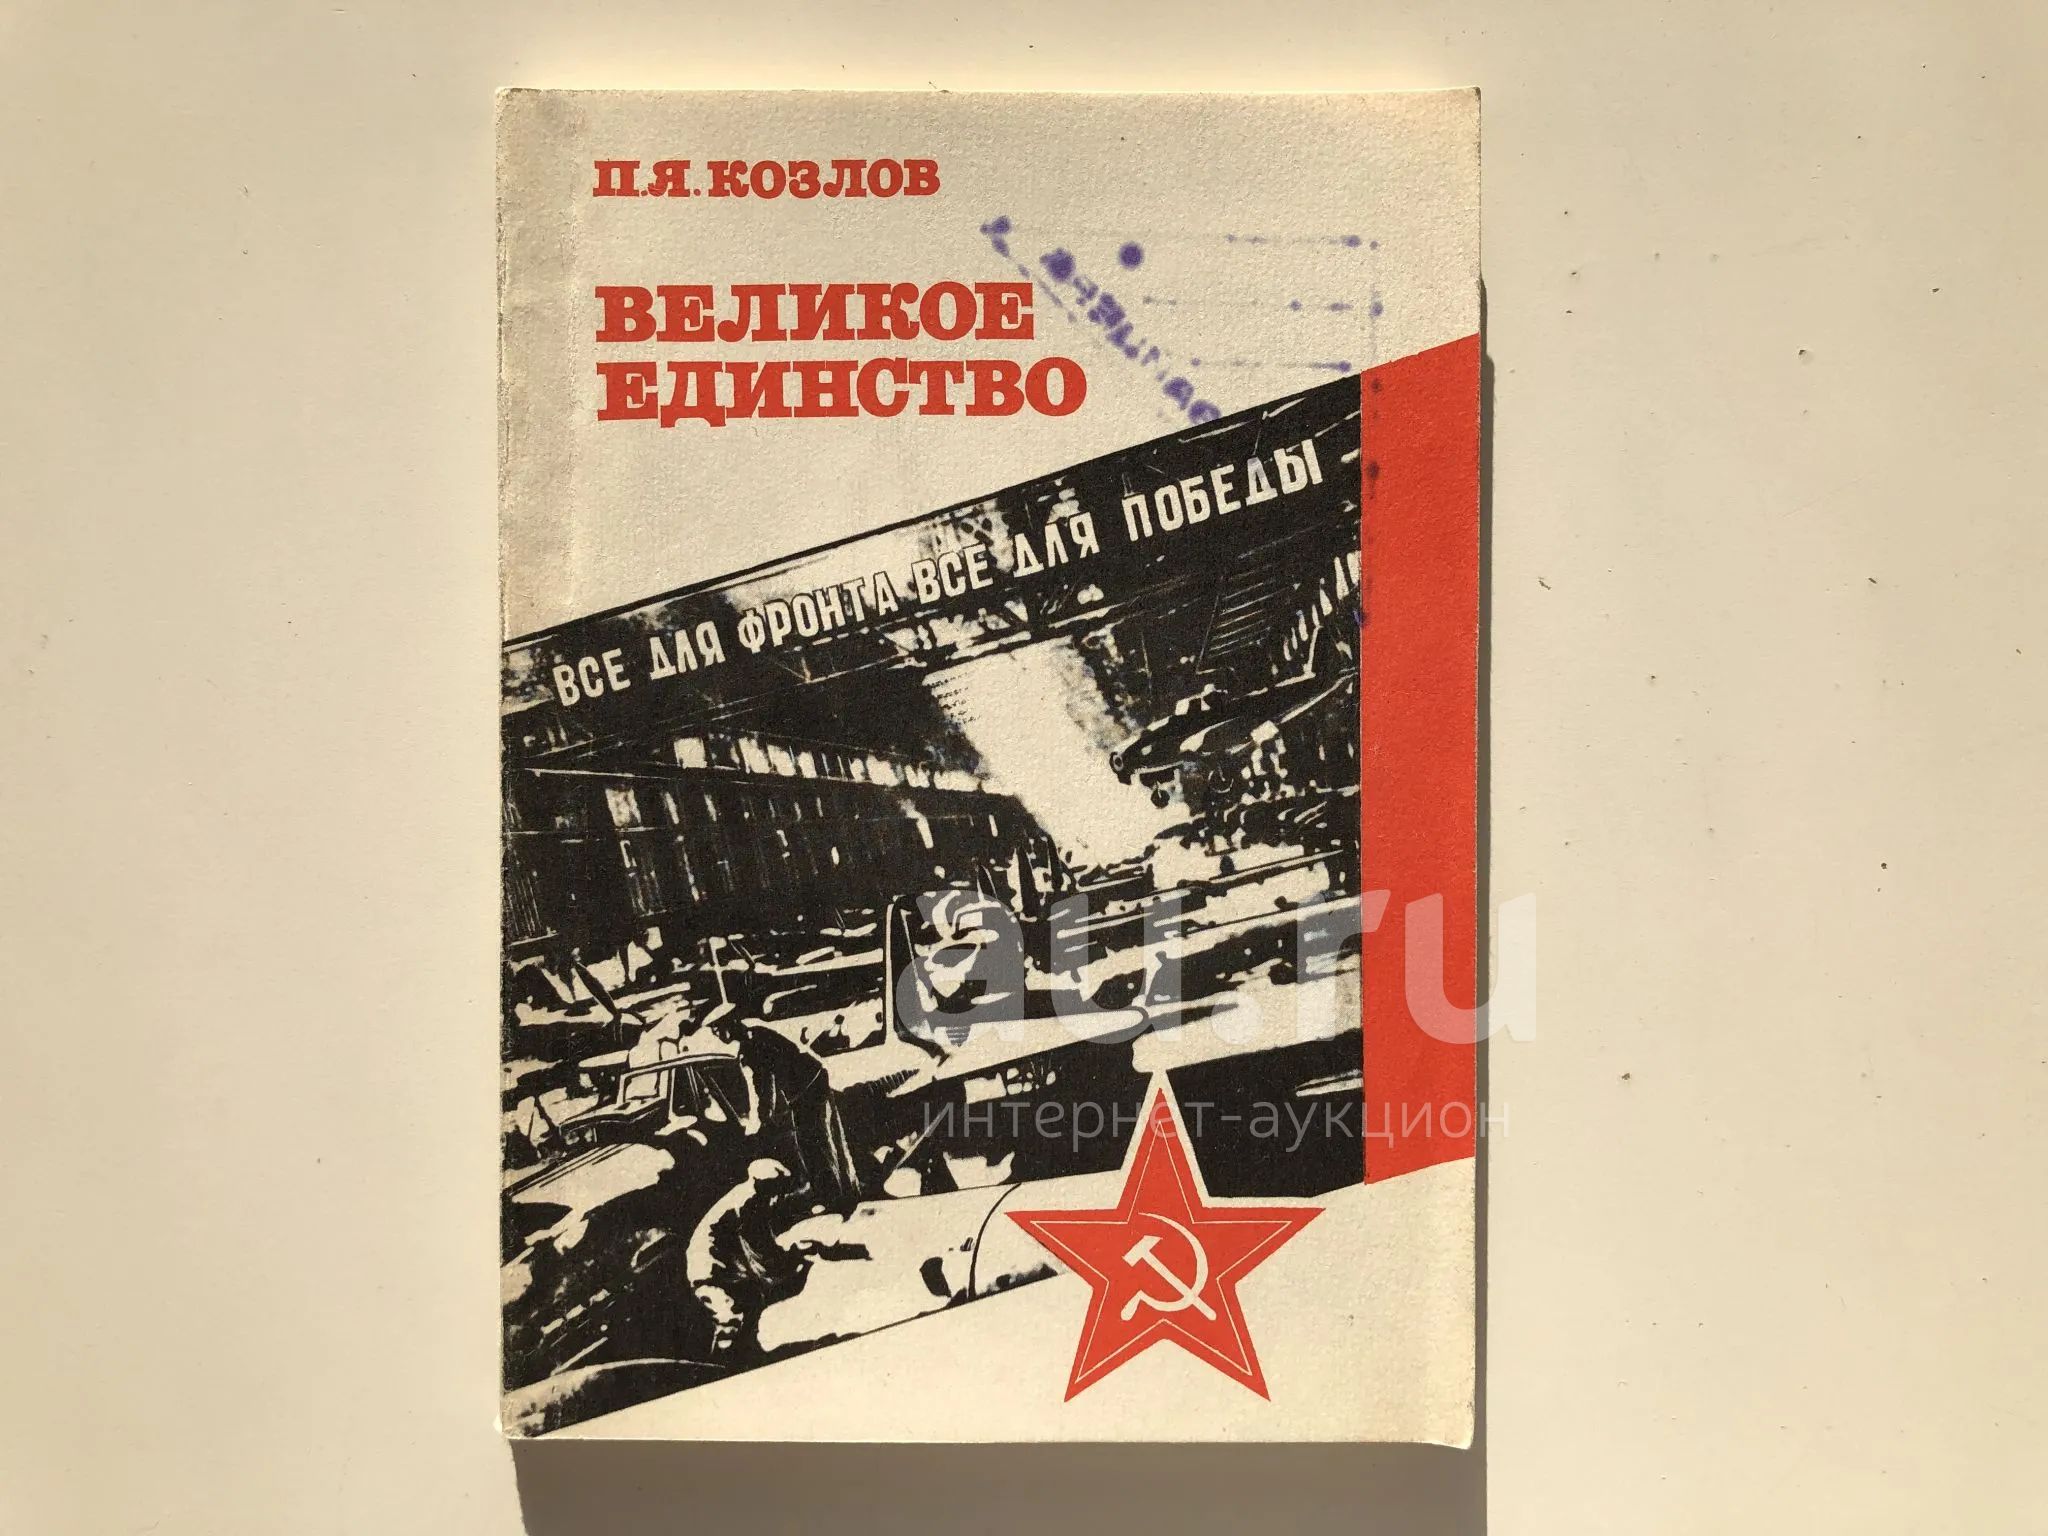 П.Я.КОЗЛОВ
ВЕЛИКОЕ
ЕДИНСТВО
ВСЕ ДЛЯ ФРОНТА ВСЕ ДЛЯ ПОБЕДЫ
au.ru
интернет-аукцион